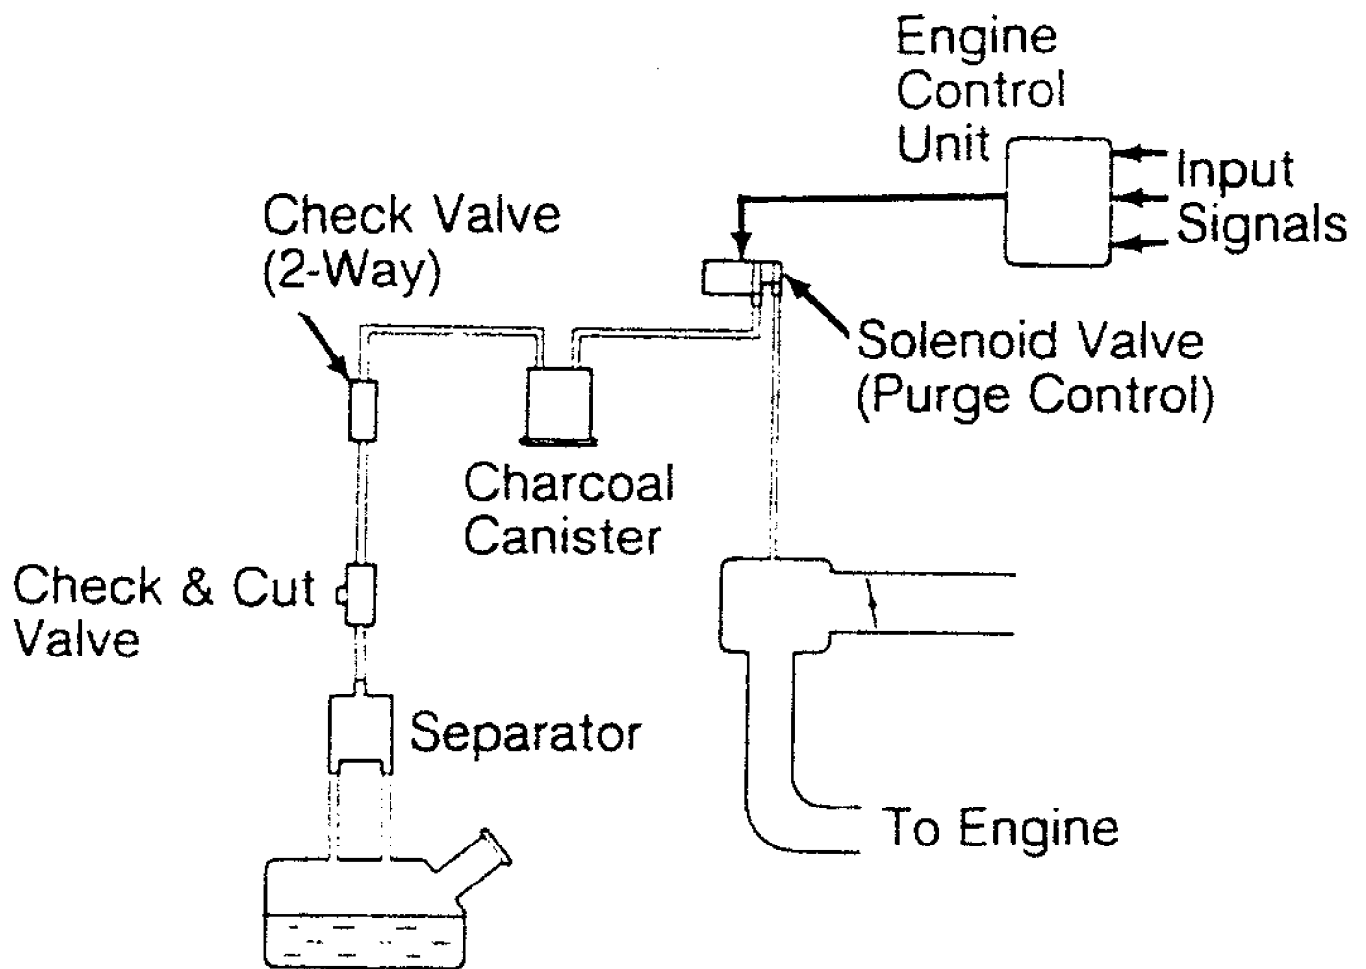 Engine
Control
Unit
Input
Signals
Check Valve
(2-Way)
Solenoid Valve
(Purge Control)
Charcoal
Canister
Check & Cut
Valve
Separator
To Engine